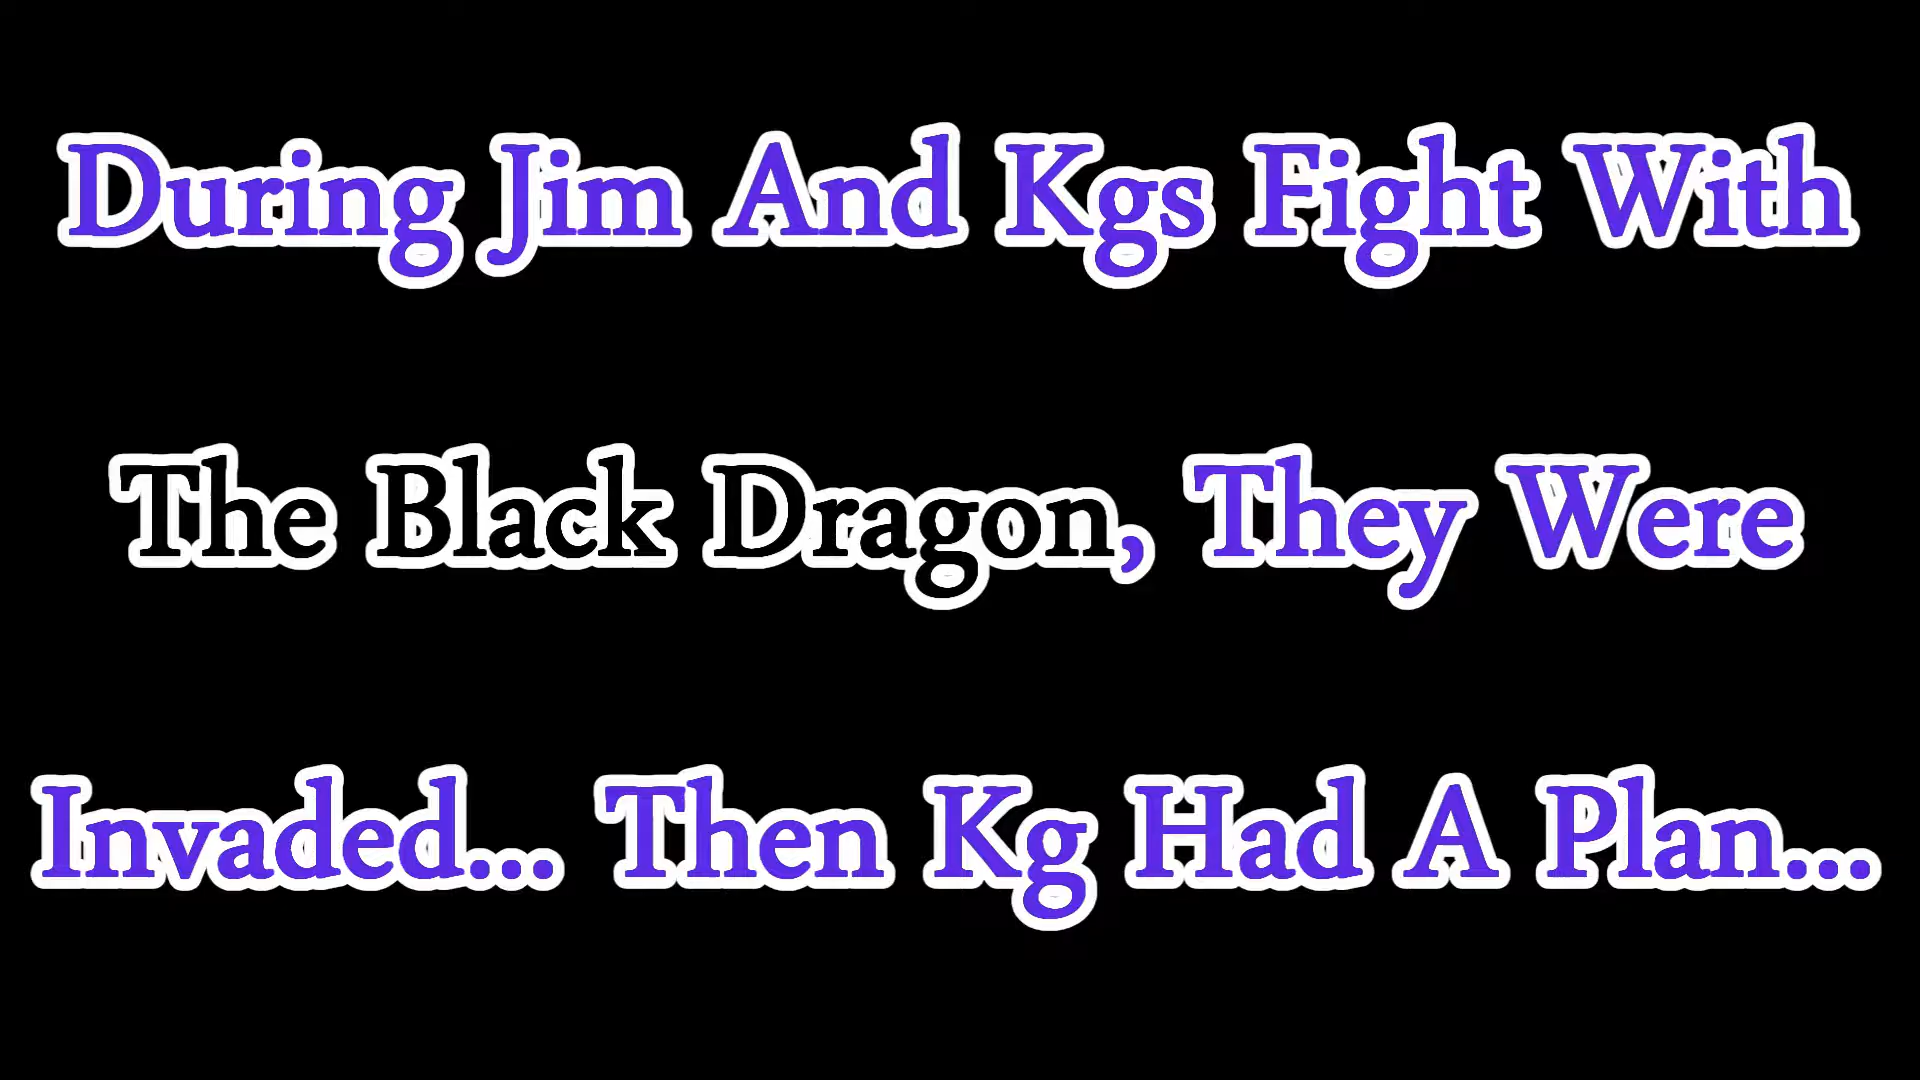 During Jim And Kgs Fight With
The Black Dragon, They Were
Invaded... Then Kg Had A Plan...